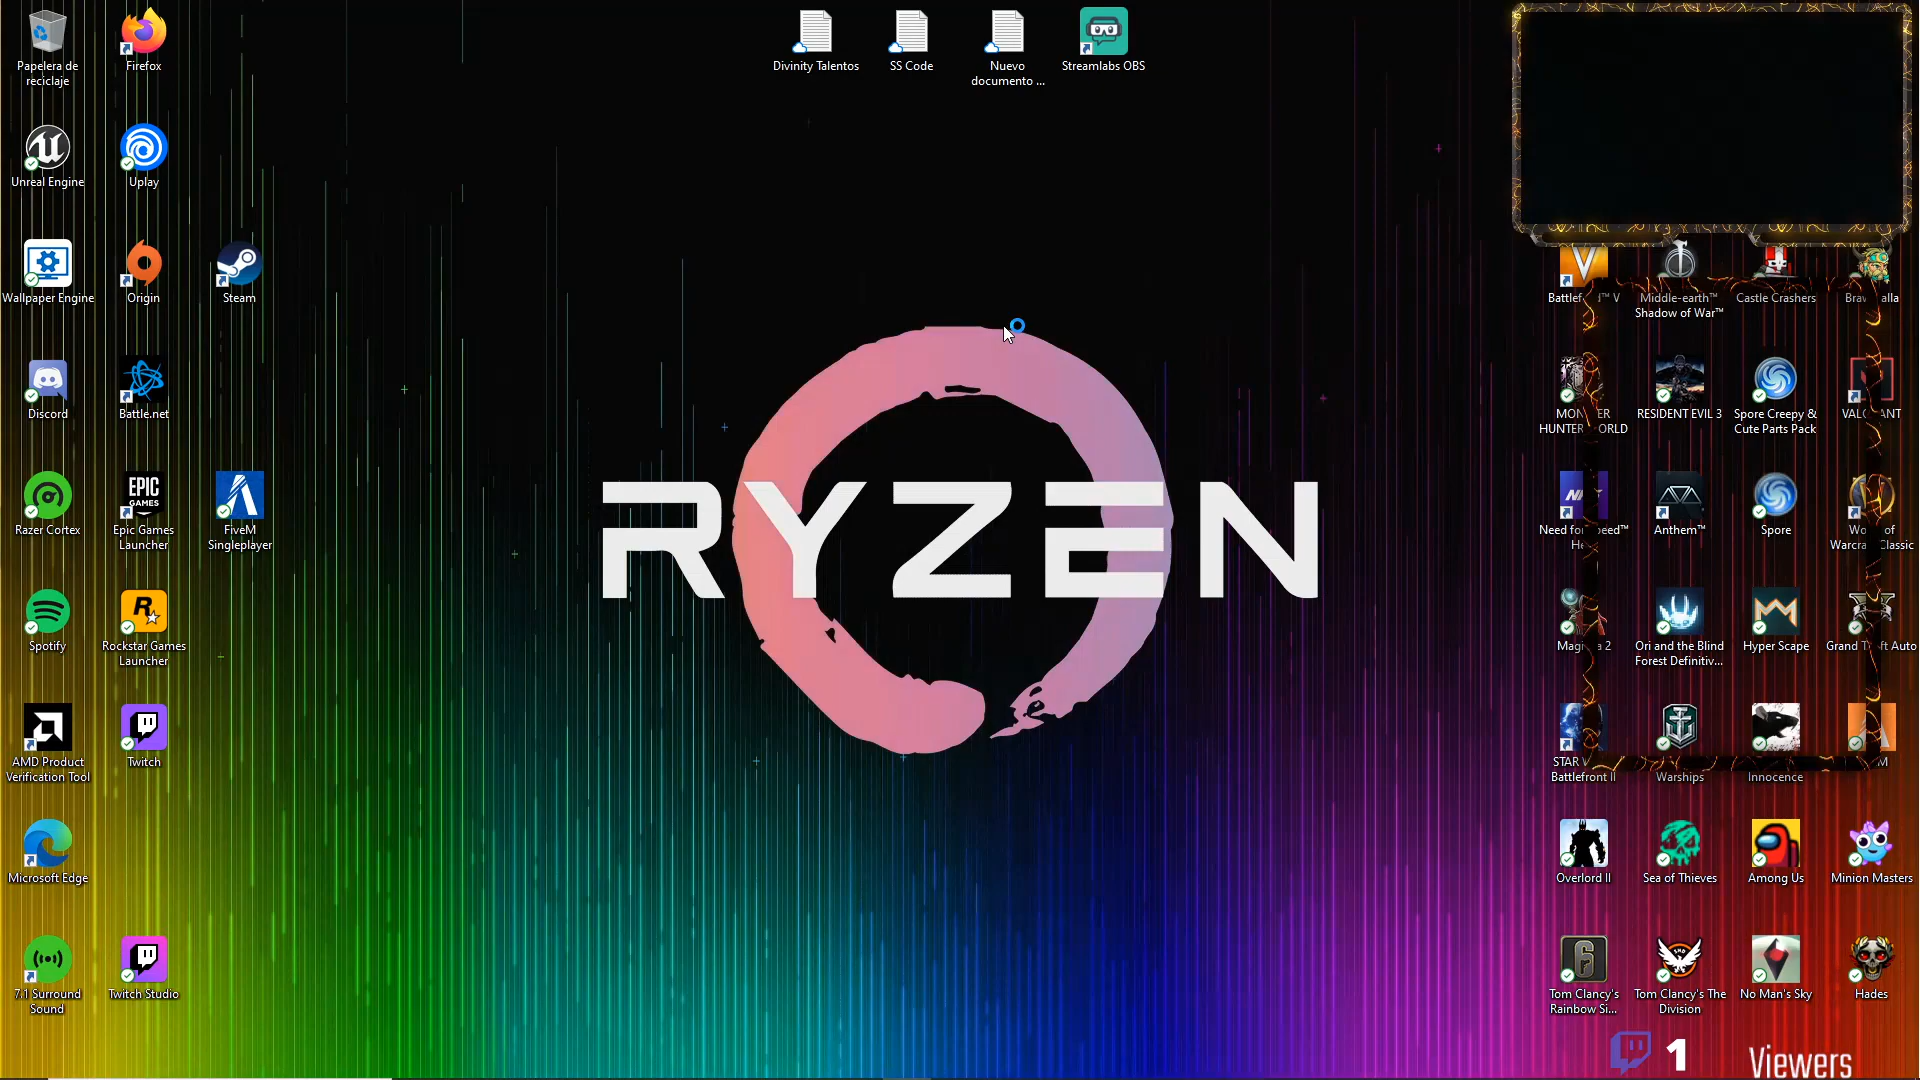 Papelera de
reciclaje
Firefox
Divinity Talentos
SS Code
Nuevo
documento ...
Streamlabs OBS
Unreal Engine
Uplay
Wallpaper Engine
Origin
Steam
Middle-earth™
Shadow of War™
Castle Crashers
Discord
Battle.net
RESIDENT EVIL 3
Spore Creepy &
Cute Parts Pack
RYZEN
Razer Cortex
EPIC
GAMES
Epic Games
Launcher
FiveM
Singleplayer
Anthem™
Spore
Spotify
Rockstar Games
Launcher
Ori and the Blind
Forest Definitiv...
Hyper Scape
AMD Product
Verification Tool
Twitch
Battlefront II
Warships
Innocence
Microsoft Edge
Overlord II
Sea of Thieves
Among Us
Minion Masters
7.1 Surround
Sound
Twitch Studio
Tom Clancy's
Rainbow Si...
Tom Clancy's The
Division
No Man's Sky
Hades
1
Viewers